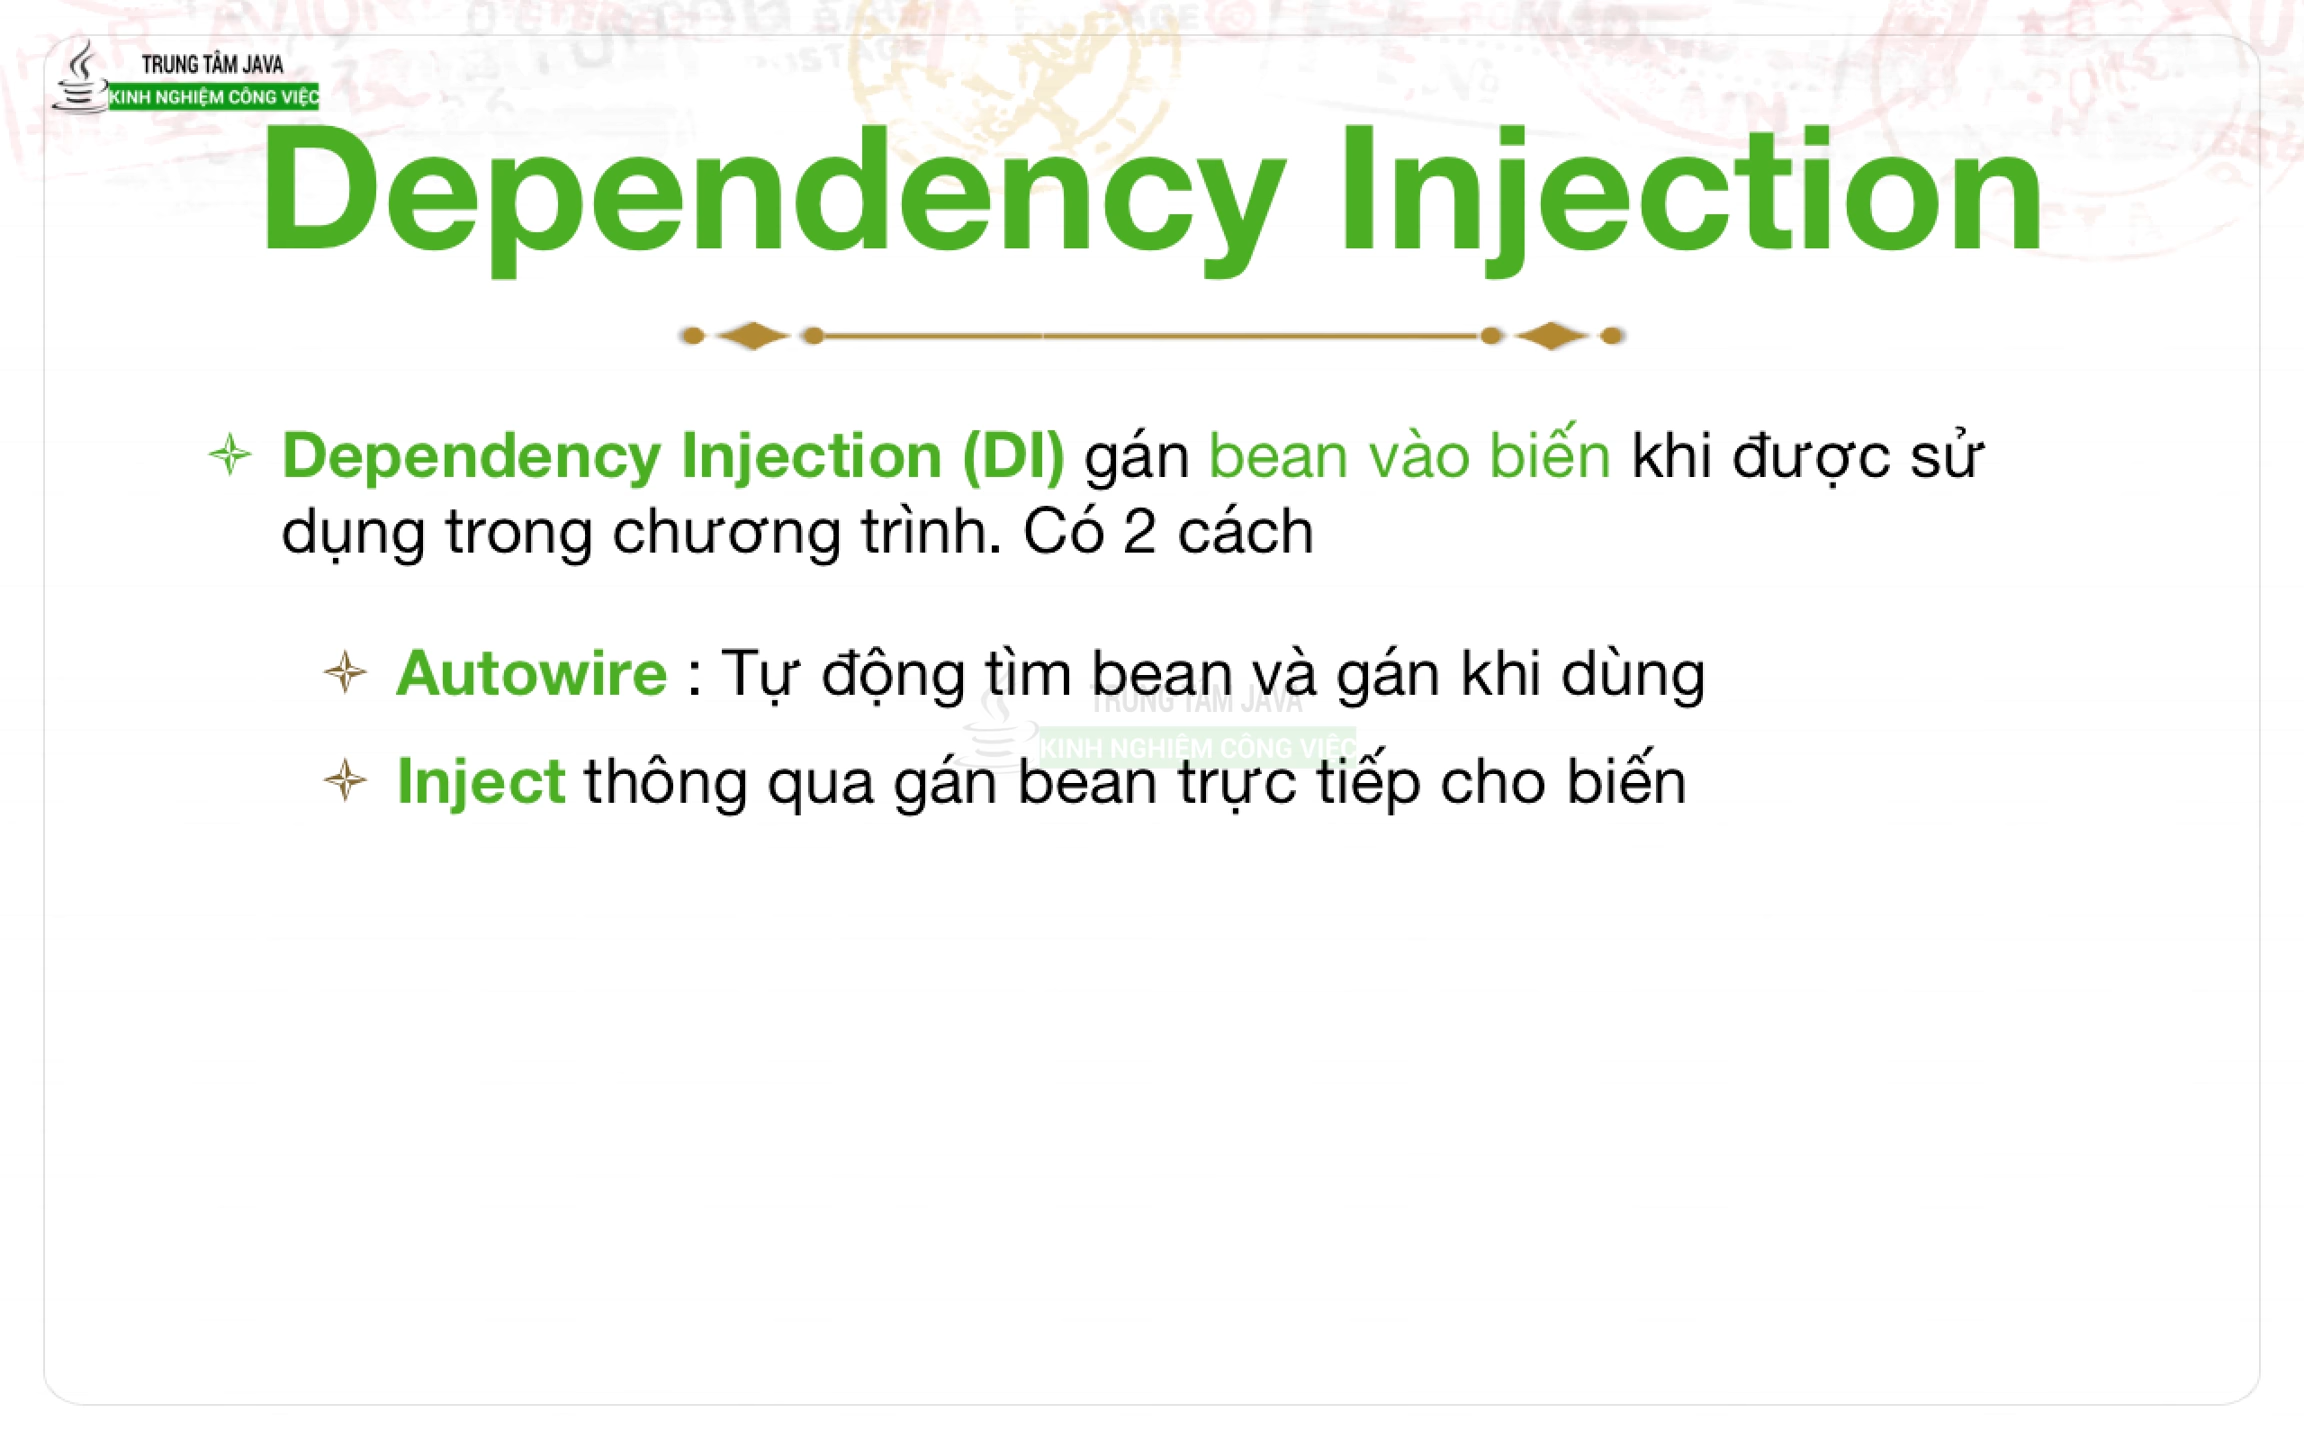 TRUNG TÂM JAVA
KINH NGHIỆM CÔNG VIỆC
Dependency Injection
Dependency Injection (DI) gán bean vào biến khi được sử
dụng trong chương trình. Có 2 cách
Autowire : Tự động tìm bean và gán khi dùng
TRUNG TÂM JAVA
KINH NGHIỆM CÔNG VIỆC
Inject thông qua gán bean trực tiếp cho biến